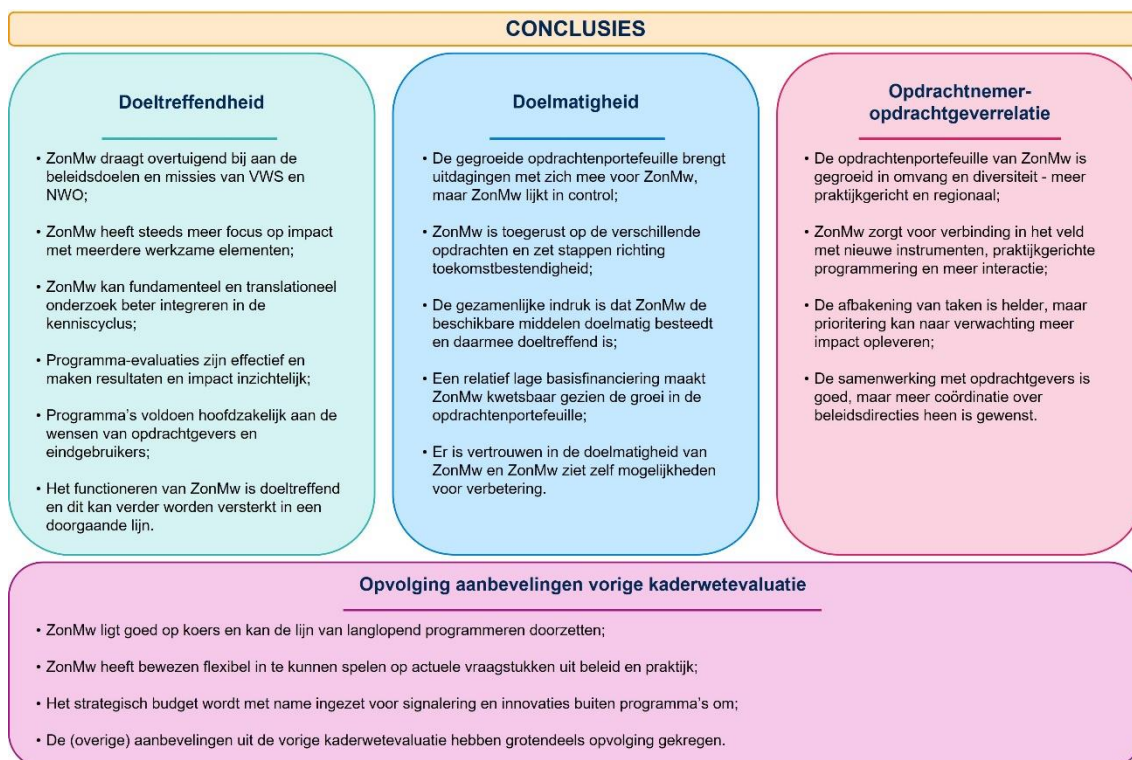 CONCLUSIES
Doeltreffendheid
• ZonMw draagt overtuigend bij aan de
beleidsdoelen en missies van VWS en
NWO;
• ZonMw heeft steeds meer focus op impact
met meerdere werkzame elementen;
• ZonMw kan fundamenteel en translationeel
onderzoek beter integreren in de
kenniscyclus;
• Programma-evaluaties zijn effectief en
maken resultaten en impact inzichtelijk;
• Programma’s voldoen hoofdzakelijk aan de
wensen van opdrachtgevers en
eindgebruikers;
• Het functioneren van ZonMw is doeltreffend
en dit kan verder worden versterkt in een
doorgaande lijn.
Doelmatigheid
• De gegroeide opdrachtenportefeuille brengt
uitdagingen met zich mee voor ZonMw,
maar ZonMw lijkt in control;
• ZonMw is toegerust op de verschillende
opdrachten en zet stappen richting
toekomstbestendigheid;
• De gezamenlijke indruk is dat ZonMw de
beschikbare middelen doelmatig besteedt
en daarmee doeltreffend is;
• Een relatief lage basisfinanciering maakt
ZonMw kwetsbaar gezien de groei in de
opdrachtenportefeuille;
• Er is vertrouwen in de doelmatigheid van
ZonMw en ZonMw ziet zelf mogelijkheden
voor verbetering.
Opdrachtnemer-
opdrachtgeverrelatie
• De opdrachtenportefeuille van ZonMw is
gegroeid in omvang en diversiteit - meer
praktijkgericht en regionaal;
• ZonMw zorgt voor verbinding in het veld
met nieuwe instrumenten, praktijkgerichte
programmering en meer interactie;
• De afbakening van taken is helder, maar
prioritering kan naar verwachting meer
impact opleveren;
• De samenwerking met opdrachtgevers is
goed, maar meer coördinatie over
beleidsdirecties heen is gewenst.
Opvolging aanbevelingen vorige kaderwetevaluatie
• ZonMw ligt goed op koers en kan de lijn van langlopend programmeren doorzetten;
• ZonMw heeft bewezen flexibel in te kunnen spelen op actuele vraagstukken uit beleid en praktijk;
• Het strategisch budget wordt met name ingezet voor signalering en innovaties buiten programma’s om;
• De (overige) aanbevelingen uit de vorige kaderwetevaluatie hebben grotendeels opvolging gekregen.